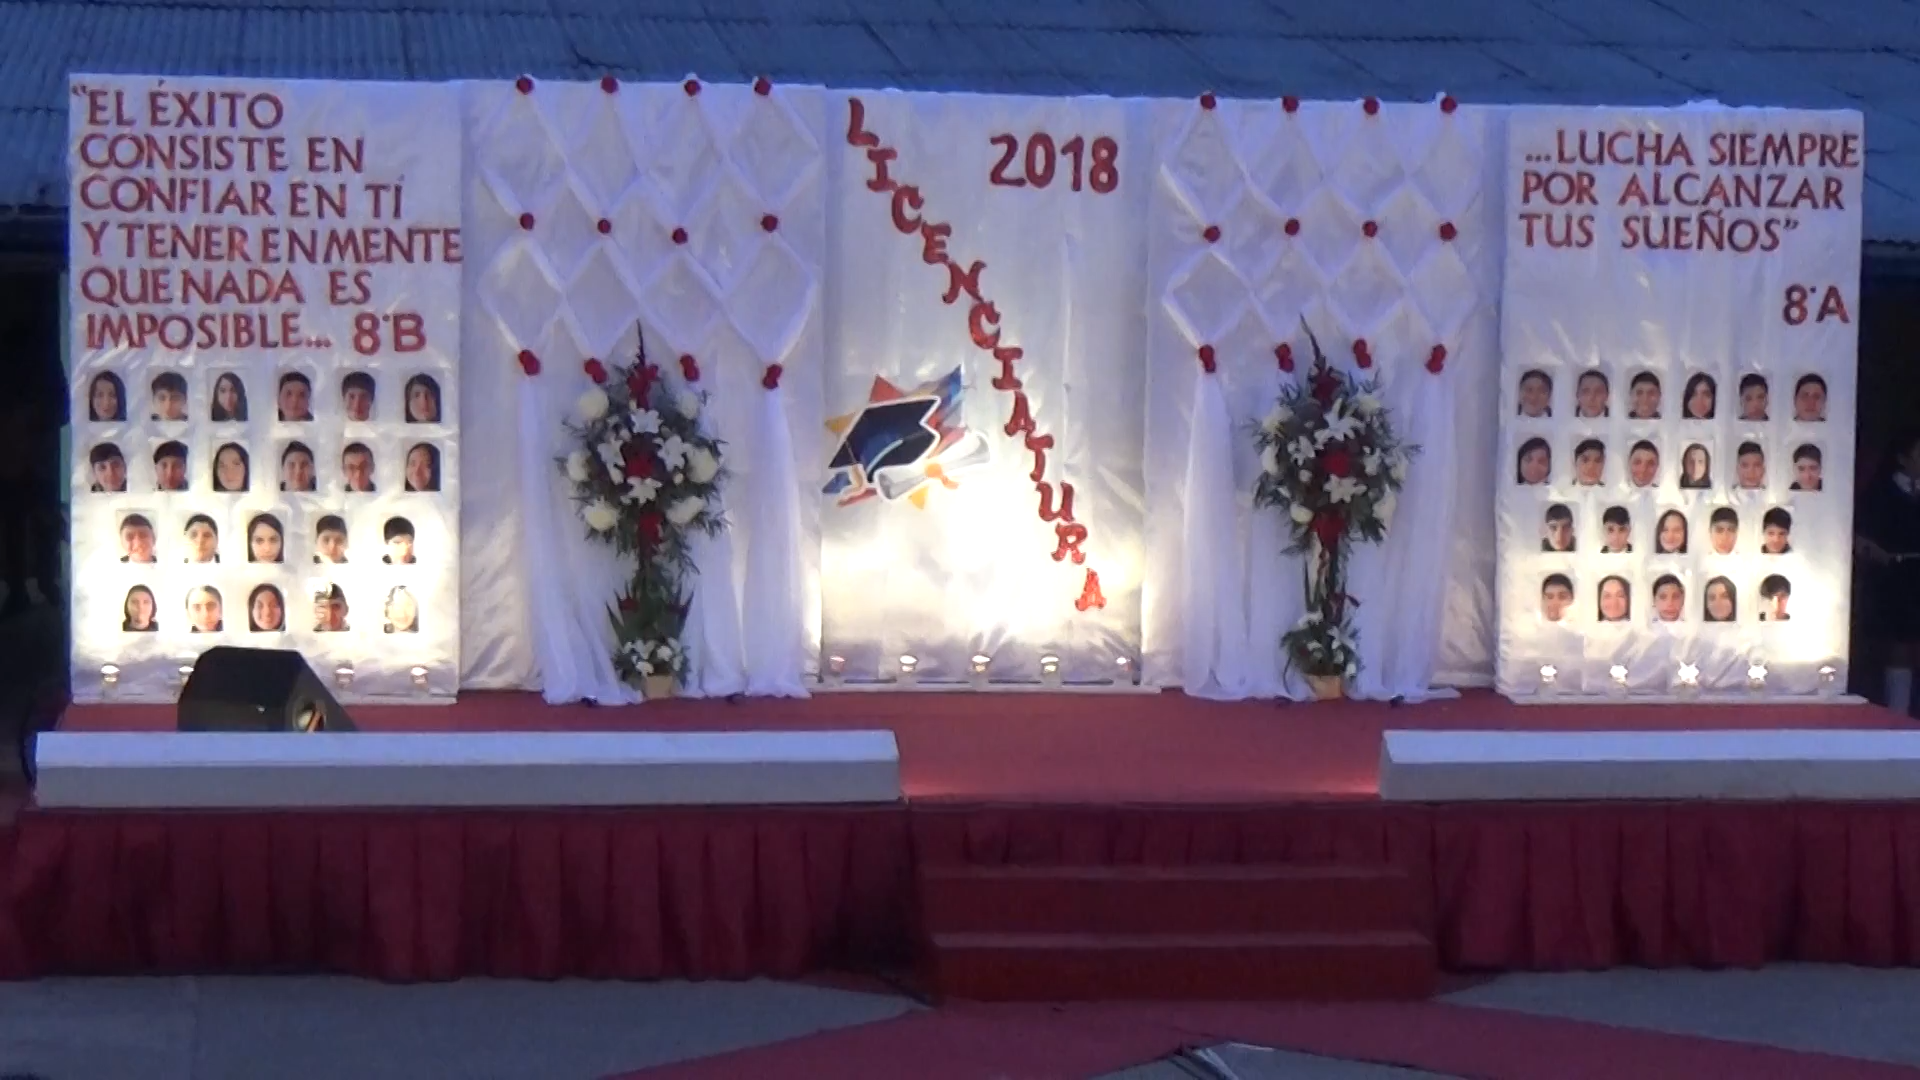 "EL ÉXITO
CONSISTE EN
CONFIAR EN TÍ
Y TENER EN MENTE
QUE NADA ES
IMPOSIBLE... 8°B
LICENCIATURA
2018
...LUCHA SIEMPRE
POR ALCANZAR
TUS SUEÑOS"
8°A